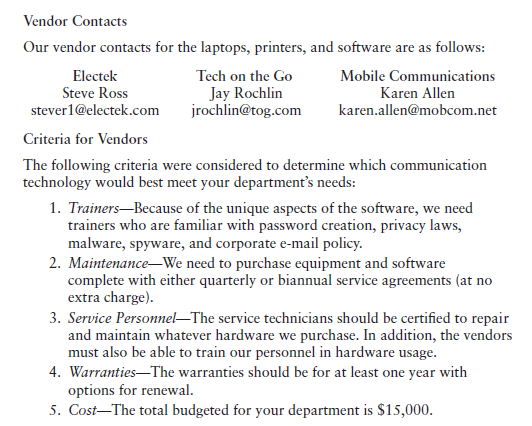 Vendor Contacts
Our vendor contacts for the laptops, printers, and software are as follows:
Electek Tech on the Go Mobile Communications
Steve Ross Jay Rochlin Karen Allen
stever1@electek.com jrochlin@tog.com karen.allen@mobcom.net
Criteria for Vendors
The following criteria were considered to determine which communication
technology would best meet your department's needs:
1. Trainers—Because of the unique aspects of the software, we need
trainers who are familiar with password creation, privacy laws,
malware, spyware, and corporate e-mail policy.
2. Maintenance—We need to purchase equipment and software
complete with either quarterly or biannual service agreements (at no
extra charge).
3. Service Personnel—The service technicians should be certified to repair
and maintain whatever hardware we purchase. In addition, the vendors
must also be able to train our personnel in hardware usage.
4. Warranties—The warranties should be for at least one year with
options for renewal.
5. Cost—The total budgeted for your department is $15,000.